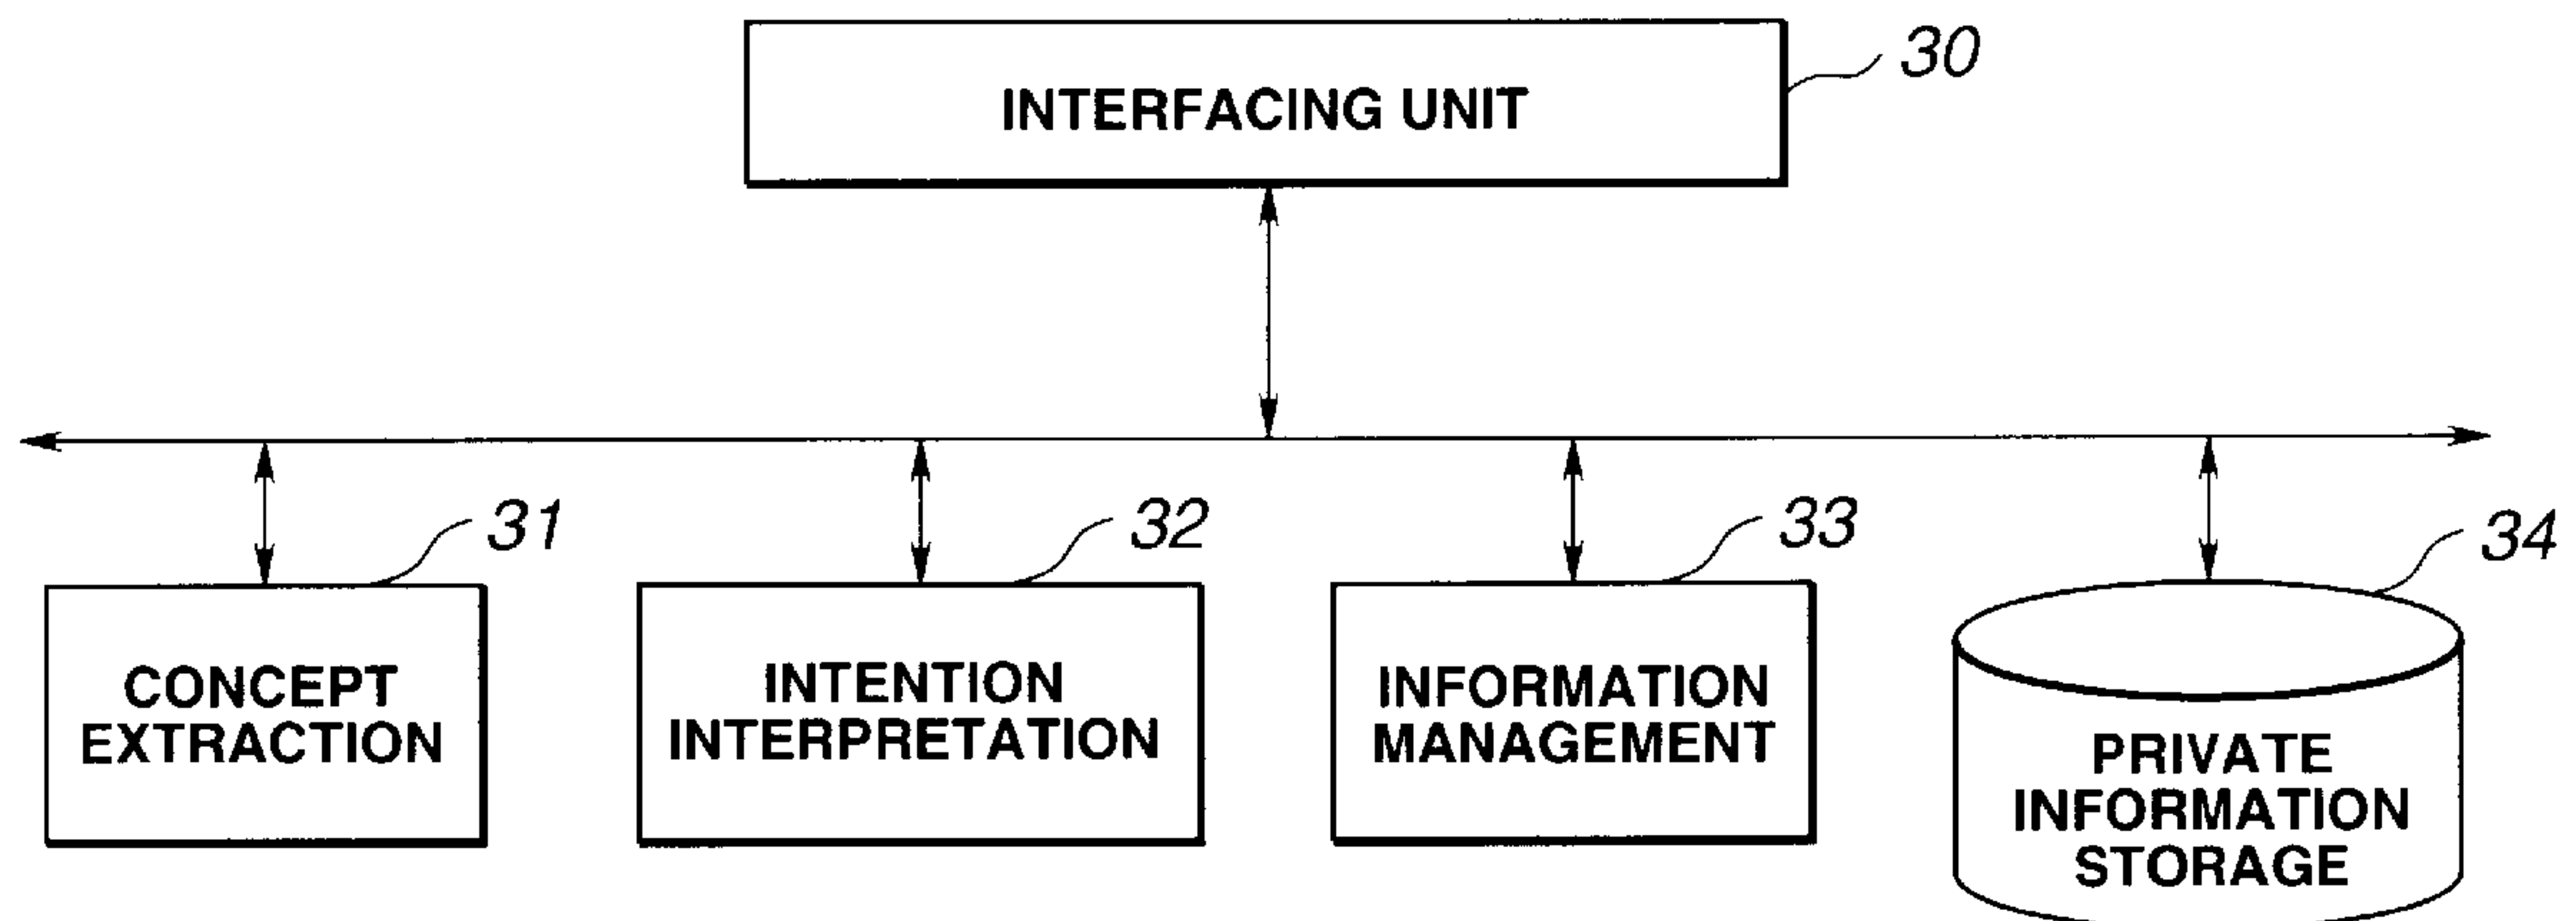 INTERFACING UNIT
30
31
32
33
34
CONCEPT
EXTRACTION
INTENTION
INTERPRETATION
INFORMATION
MANAGEMENT
PRIVATE
INFORMATION
STORAGE